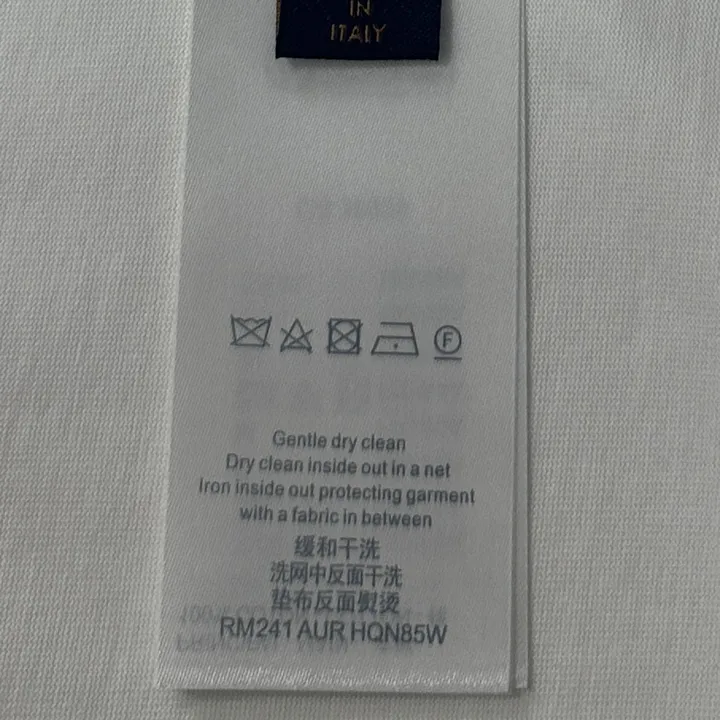 IN
ITALY
F
Gentle dry clean
Dry clean inside out in a net
Iron inside out protecting garment
with a fabric in between
缓和干洗
洗网中反面干洗
垫布反面熨烫
RM241 AUR HQN85W